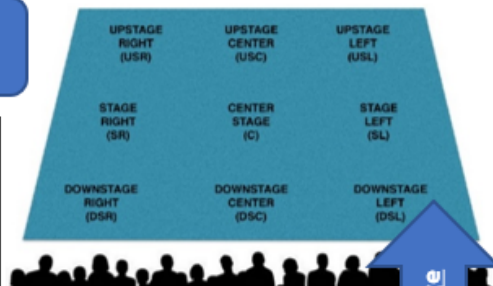 UPSTAGE RIGHT (USR)
UPSTAGE CENTER (USC)
UPSTAGE LEFT (USL)
STAGE RIGHT (SR)
CENTER STAGE (C)
STAGE LEFT (SL)
DOWNSTAGE RIGHT (DSR)
DOWNSTAGE CENTER (DSC)
DOWNSTAGE LEFT (DSL)
e